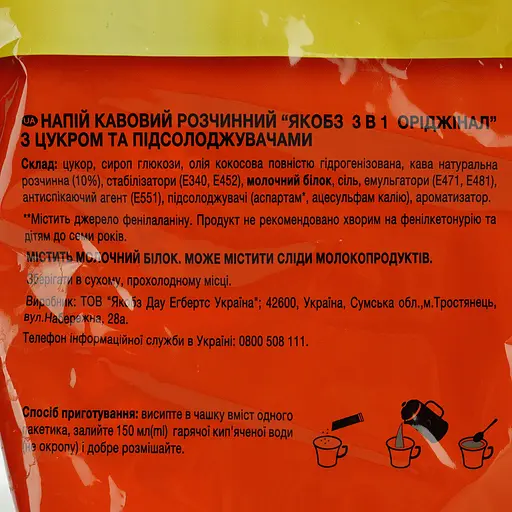 UA НАПІЙ КАВОВИЙ РОЗЧИННИЙ "ЯКОБЗ 3 В 1 ОРІДЖІНАЛ"
З ЦУКРОМ ТА ПІДСОЛОДЖУВАЧАМИ
Склад: цукор, сироп глюкози, олія кокосова повністю гідрогенізована, кава натуральна
розчинна (10%), стабілізатори (Е340, Е452), молочний білок, сіль, емульгатори (Е471, Е481),
антиспікаючий агент (Е551), підсолоджувачі (аспартам*, ацесульфам калію), ароматизатор.
**Містить джерело фенілаланіну. Продукт не рекомендовано хворим на фенілкетонурію та
дітям до семи років.
МІСТИТЬ МОЛОЧНИЙ БІЛОК. МОЖЕ МІСТИТИ СЛІДИ МОЛОКОПРОДУКТІВ.
Зберігати в сухому, прохолодному місці.
Виробник: ТОВ "Якобз Дау Егбертс Україна"; 42600, Україна, Сумська обл.,м.Тростянець,
вул.Набережна, 28а.
Телефон інформаційної служби в Україні: 0800 508 111.
Спосіб приготування: висипте в чашку вміст одного
пакетика, залийте 150 мл(ml) гарячої кип'яченої води
(не окропу) і добре розмішайте.